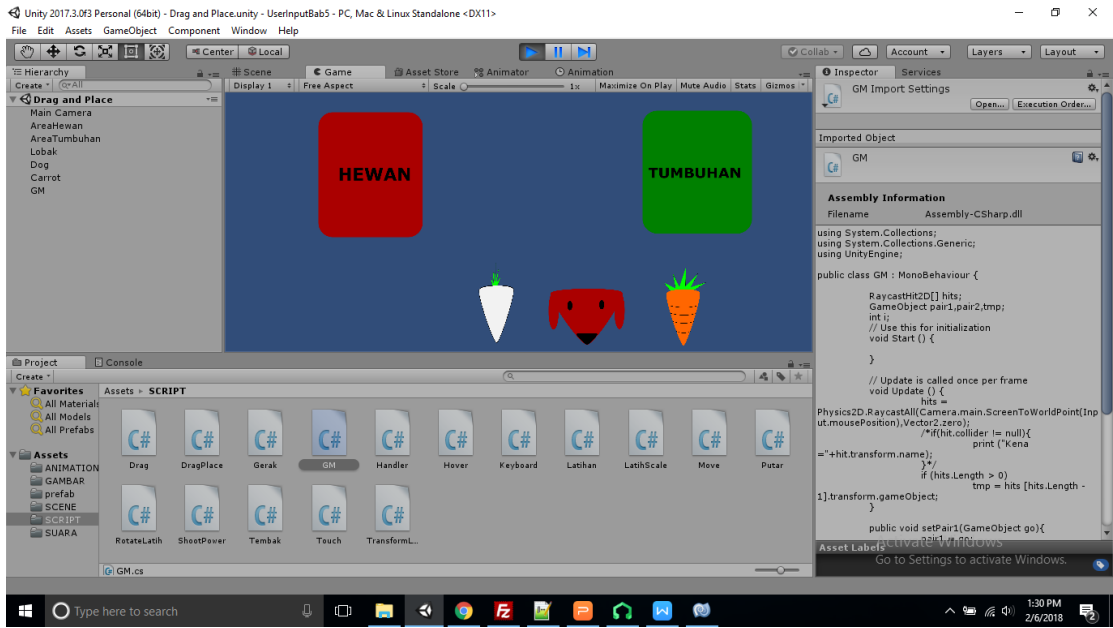 Unity 2017.3.0f3 Personal (64bit) - Drag and Place.unity - UserInputBab5 - PC, Mac & Linux Standalone <DX11>
File Edit Assets GameObject Component Window Help
Center Local Collab Account Layers Layout
Hierarchy
Create All
Drag and Place
Main Camera
AreaHewan
AreaTumbuhan
Lobak
Dog
Carrot
GM
Scene Game Asset Store Animator Animation
Display 1 Free Aspect Scale 1x Maximize On Play Mute Audio Stats Gizmos
HEWAN
TUMBUHAN
Project Console
Create
Favorites
All Materials
All Models
All Prefabs
Assets
ANIMATION
GAMBAR
prefab
SCENE
SCRIPT
SUARA
Assets SCRIPT
Drag DragPlace Gerak GM Handler Hover Keyboard Latihan LatihScale Move Putar
RotateLatih ShootPower Tembak Touch TransformL...
GM.cs
Inspector Services
GM Import Settings
Open... Execution Order...
Imported Object
GM
Assembly Information
Filename Assembly-CSharp.dll
using System.Collections;
using System.Collections.Generic;
using UnityEngine;
public class GM : MonoBehaviour {
RaycastHit2D[] hits;
GameObject pair1,pair2,tmp;
int i;
// Use this for initialization
void Start () {
}
// Update is called once per frame
void Update () {
hits =
Physics2D.RaycastAll(Camera.main.ScreenToWorldPoint(Inp
ut.mousePosition),Vector2.zero);
/*if(hit.collider != null){
print ("Kena
="+hit.transform.name);
}*/
if (hits.Length > 0)
tmp = hits [hits.Length -
1].transform.gameObject;
}
public void setPair1(GameObject go){
pair1 = go;
Asset Labels
Activate Windows
Go to Settings to activate Windows.
Type here to search
1:30 PM
2/6/2018
2